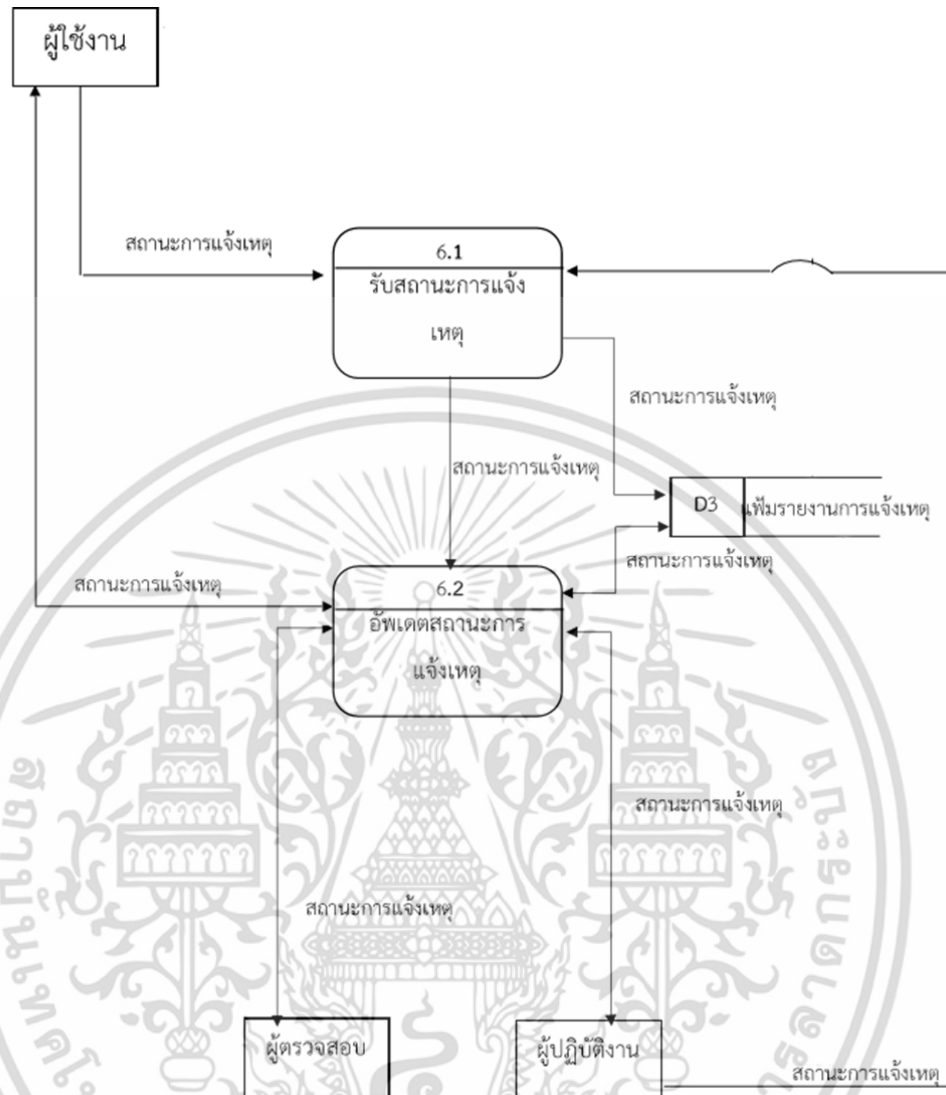 ผู้ใช้งาน
สถานะการแจ้งเหตุ
6.1
รับสถานะการแจ้ง
เหตุ
สถานะการแจ้งเหตุ
สถานะการแจ้งเหตุ
D3
แฟ้มรายงานการแจ้งเหตุ
สถานะการแจ้งเหตุ
สถานะการแจ้งเหตุ
6.2
อัพเดตสถานะการ
แจ้งเหตุ
สถานะการแจ้งเหตุ
สถานะการแจ้งเหตุ
ผู้ตรวจสอบ
ผู้ปฏิบัติงาน
สถานะการแจ้งเหตุ